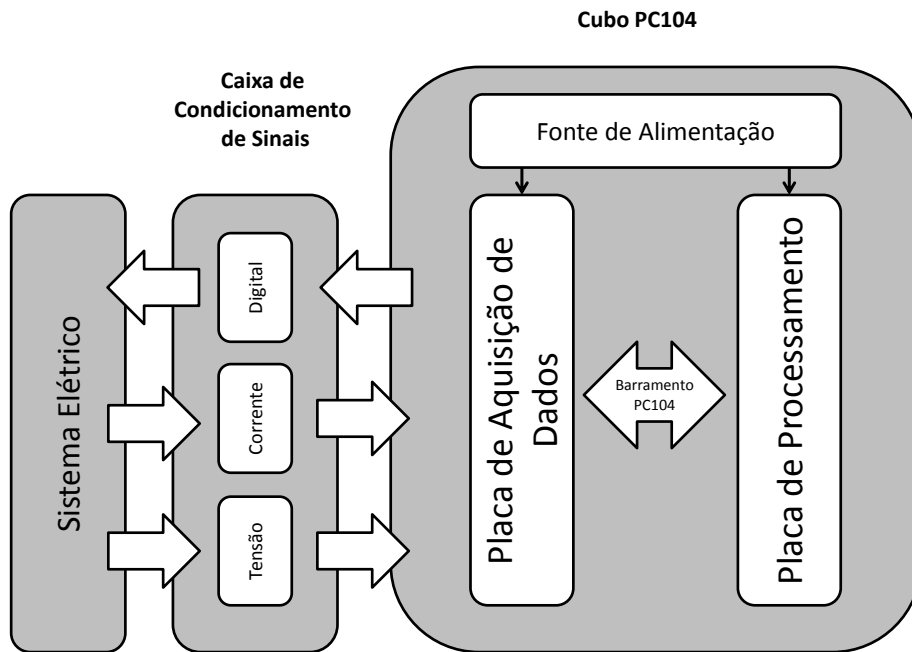 Cubo PC104
Caixa de
Condicionamento
de Sinais
Fonte de Alimentação
Sistema Elétrico
Digital
Corrente
Tensão
Placa de Aquisição de
Dados
Barramento
PC104
Placa de Processamento